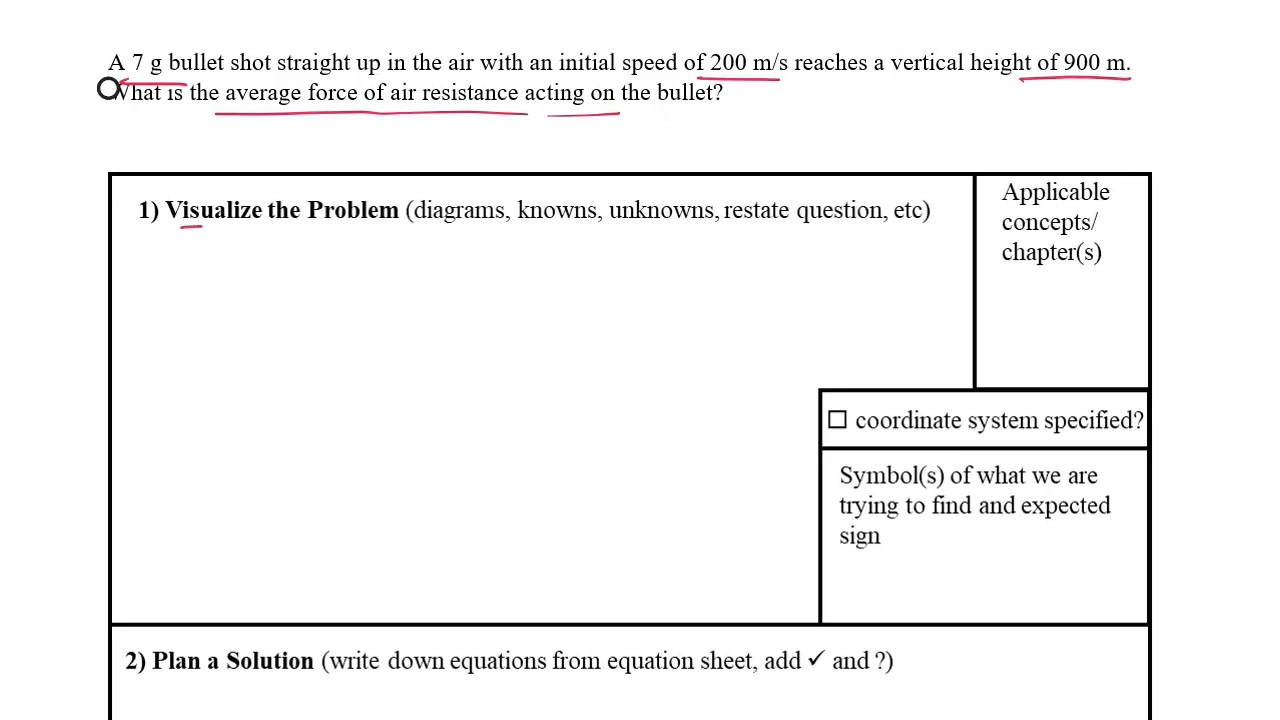 A 7 g bullet shot straight up in the air with an initial speed of 200 m/s reaches a vertical height of 900 m.
What is the average force of air resistance acting on the bullet?
1) Visualize the Problem (diagrams, knowns, unknowns, restate question, etc)
Applicable
concepts/
chapter(s)
☐ coordinate system specified?
Symbol(s) of what we are
trying to find and expected
sign
2) Plan a Solution (write down equations from equation sheet, add ✓ and ?)